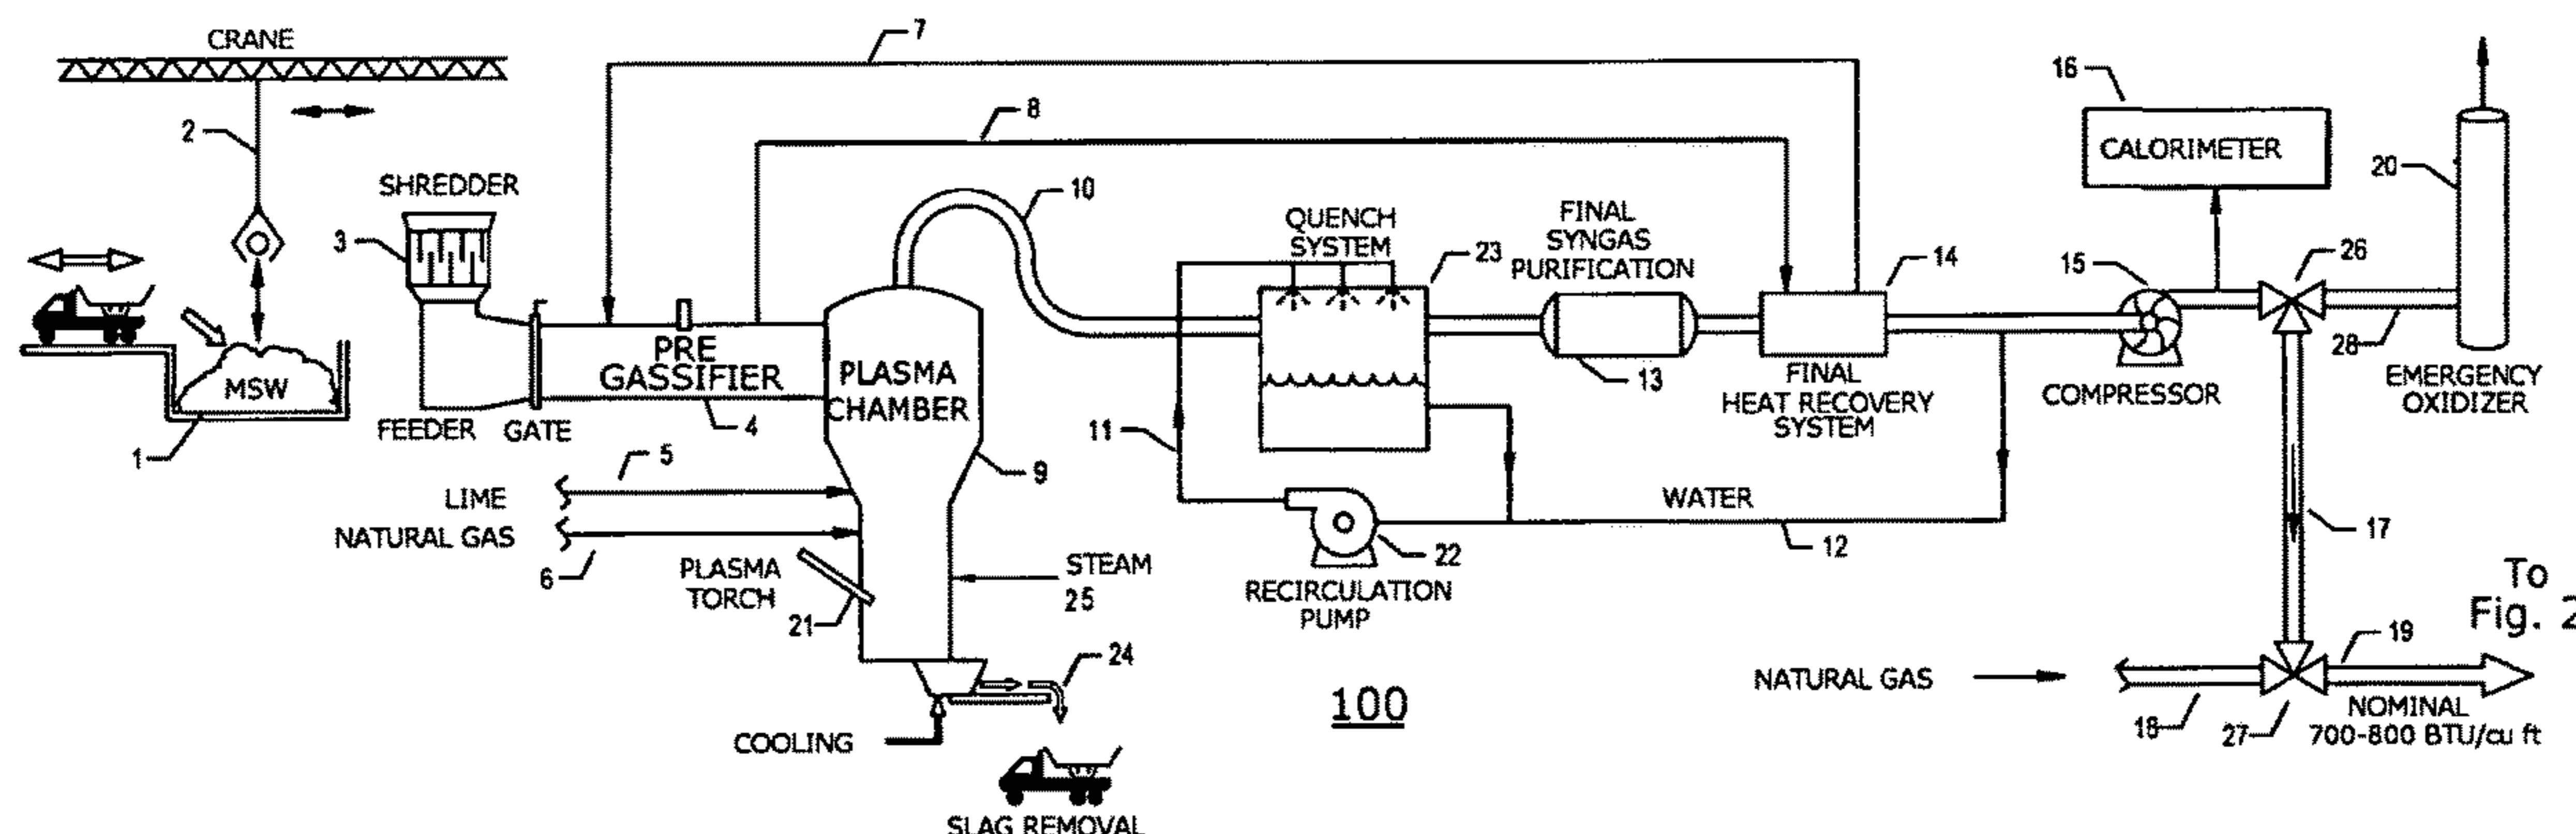 CRANE
7
16
2
8
CALORIMETER
20
SHREDDER
10
3
QUENCH
SYSTEM
23
FINAL
SYNGAS
PURIFICATION
14
15
26
MSW
PRE
GASSIFIER
PLASMA
CHAMBER
13
FINAL
HEAT RECOVERY
SYSTEM
COMPRESSOR
28
EMERGENCY
OXIDIZER
1
FEEDER
GATE
4
11
5
9
LIME
WATER
NATURAL GAS
6
PLASMA
TORCH
21
STEAM
25
22
12
RECIRCULATION
PUMP
17
To
Fig. 2
24
19
NATURAL GAS
100
18
27
NOMINAL
700-800 BTU/cu ft
COOLING
SLAG REMOVAL